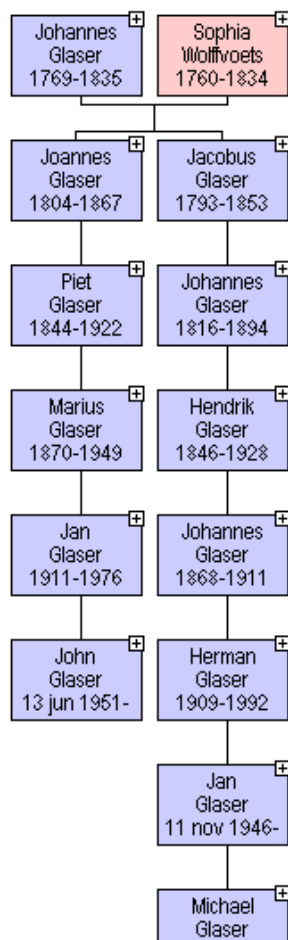 Johannes
Glaser
1769-1835
Sophia
Wolffvoets
1760-1834
Joannes
Glaser
1804-1867
Jacobus
Glaser
1793-1853
Piet
Glaser
1844-1922
Johannes
Glaser
1816-1894
Marius
Glaser
1870-1949
Hendrik
Glaser
1846-1928
Jan
Glaser
1911-1976
Johannes
Glaser
1868-1911
John
Glaser
13 jun 1951-
Herman
Glaser
1909-1992
Jan
Glaser
11 nov 1946-
Michael
Glaser